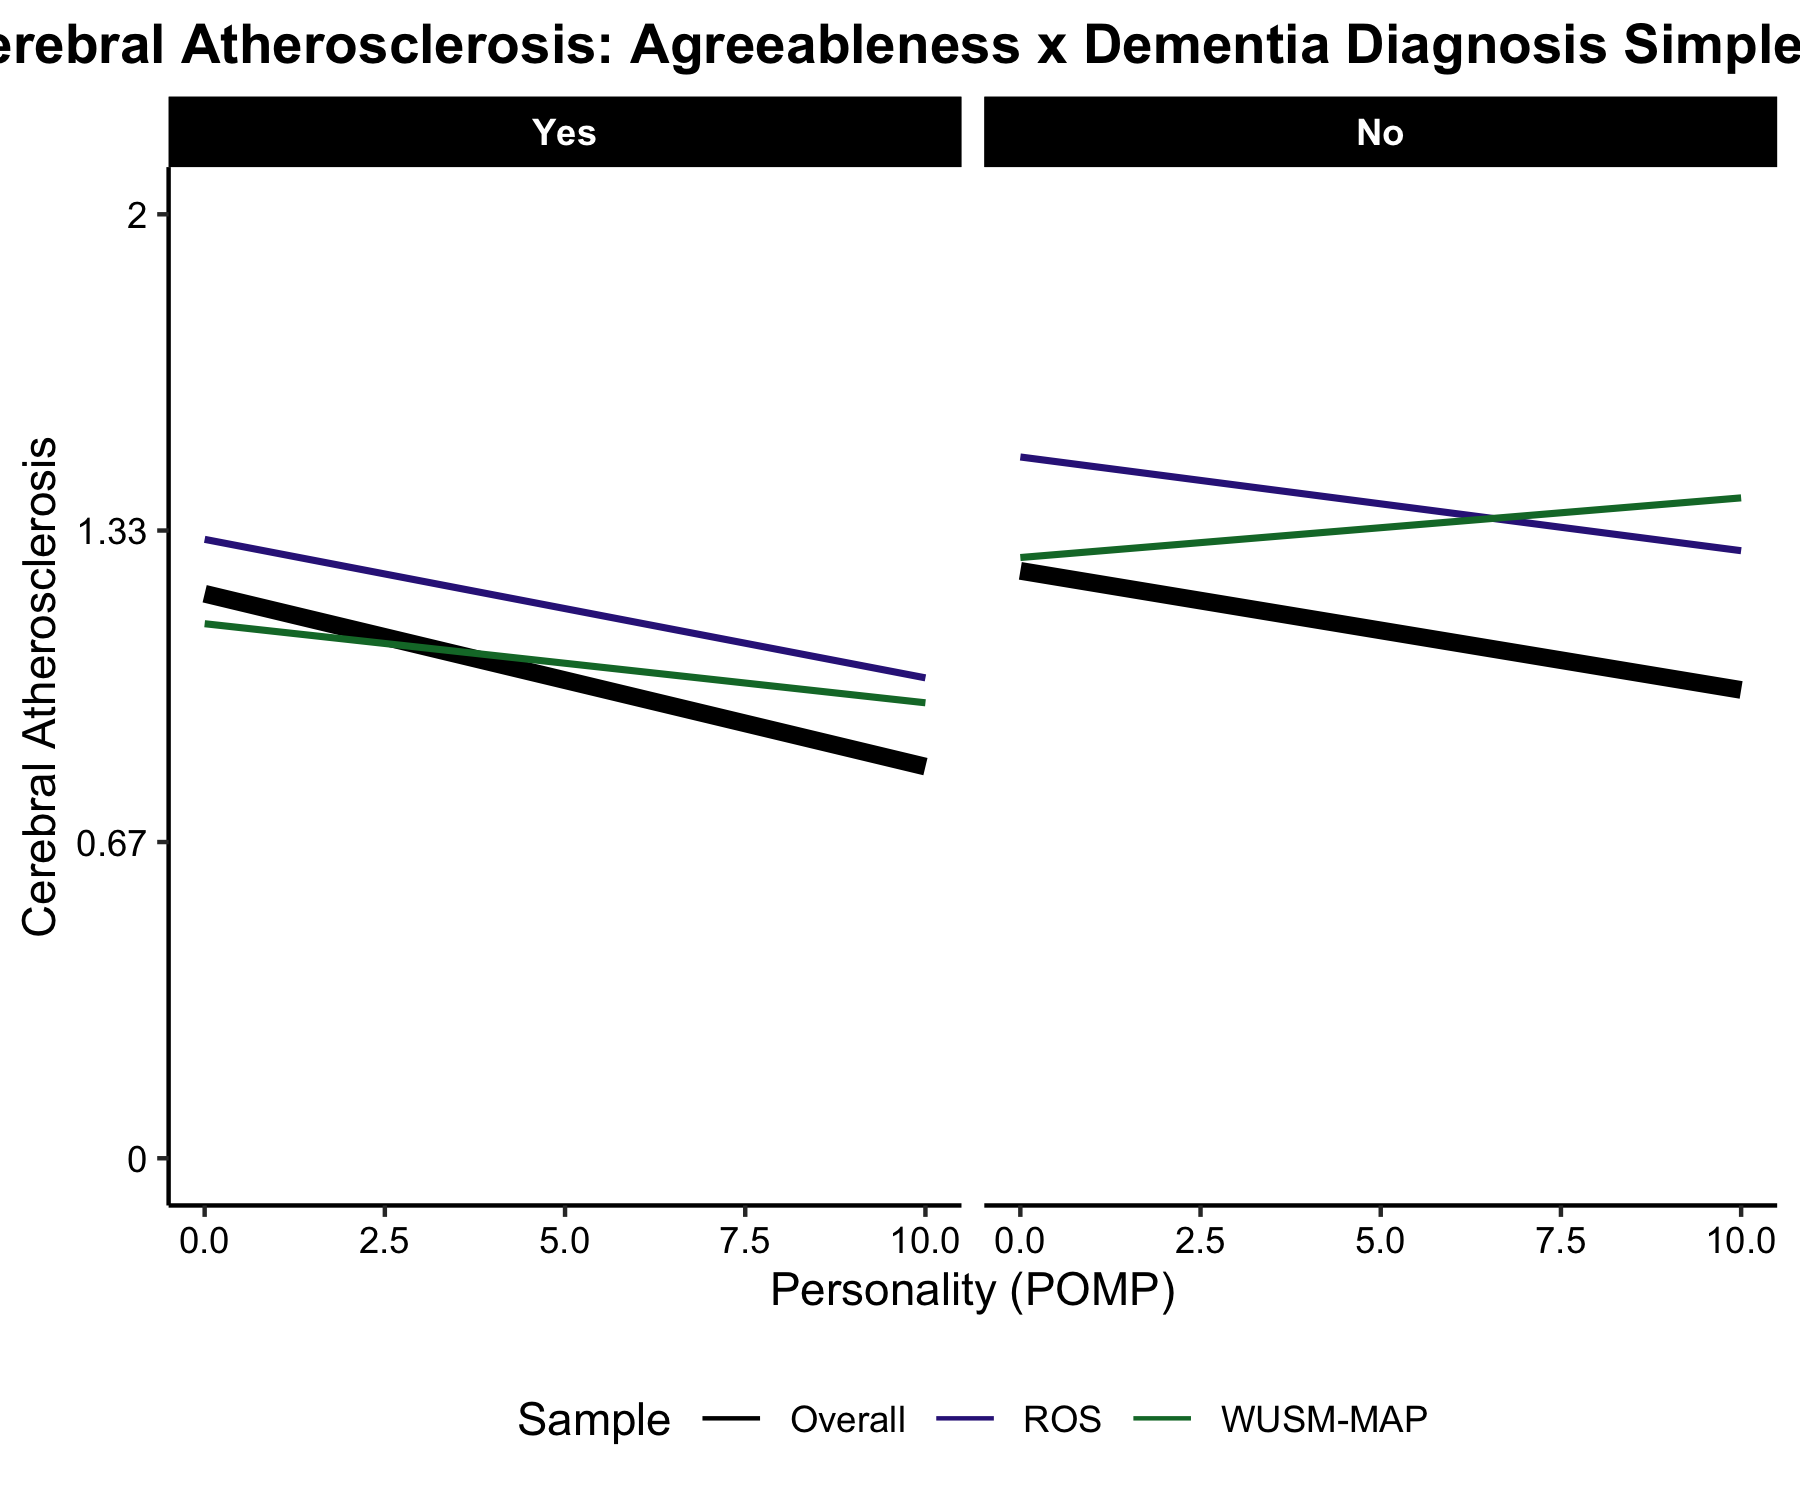 erebral Atherosclerosis: Agreeableness x Dementia Diagnosis Simple
Yes
No
2
1.33
0.67
0
Cerebral Atherosclerosis
0.0 2.5 5.0 7.5 10.0 0.0 2.5 5.0 7.5 10.0
Personality (POMP)
Sample Overall ROS WUSM-MAP